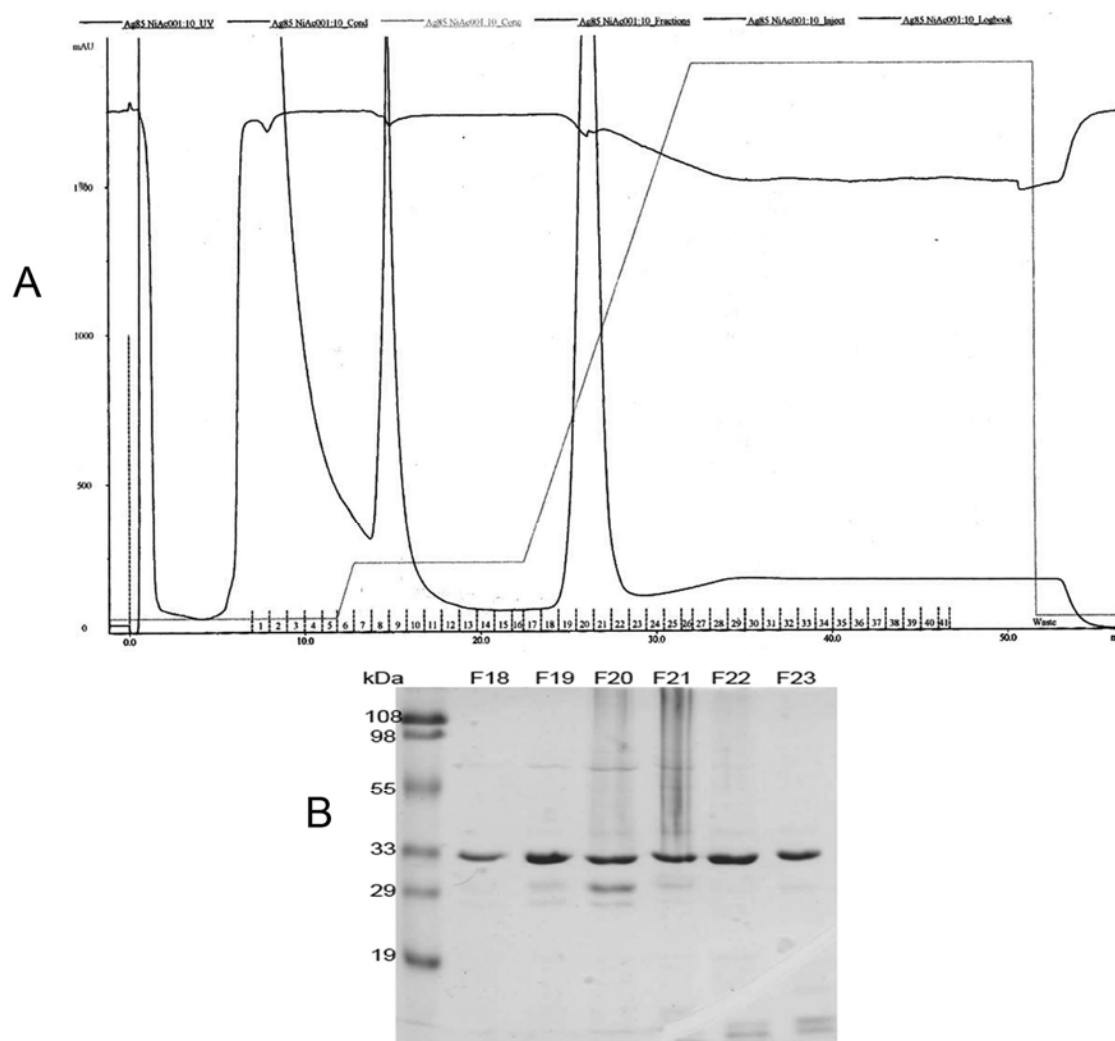 Ag85 NiAc001:10_UV Ag85 NiAc001:10_Cond Ag85 NiAc001:10_Conc Ag85 NiAc001:10_Fractions Ag85 NiAc001:10_Inject Ag85 NiAc001:10_Logbook
mAU
A
1000
500
0
1 2 3 4 5 6 7 8 9 10 11 12 13 14 15 16 17 18 19 20 21 22 23 24 25 26 27 28 29 30 31 32 33 34 35 36 37 38 39 40 41 Waste
0.0 10.0 20.0 30.0 40.0 50.0
kDa F18 F19 F20 F21 F22 F23
108
98
55
B
33
29
19